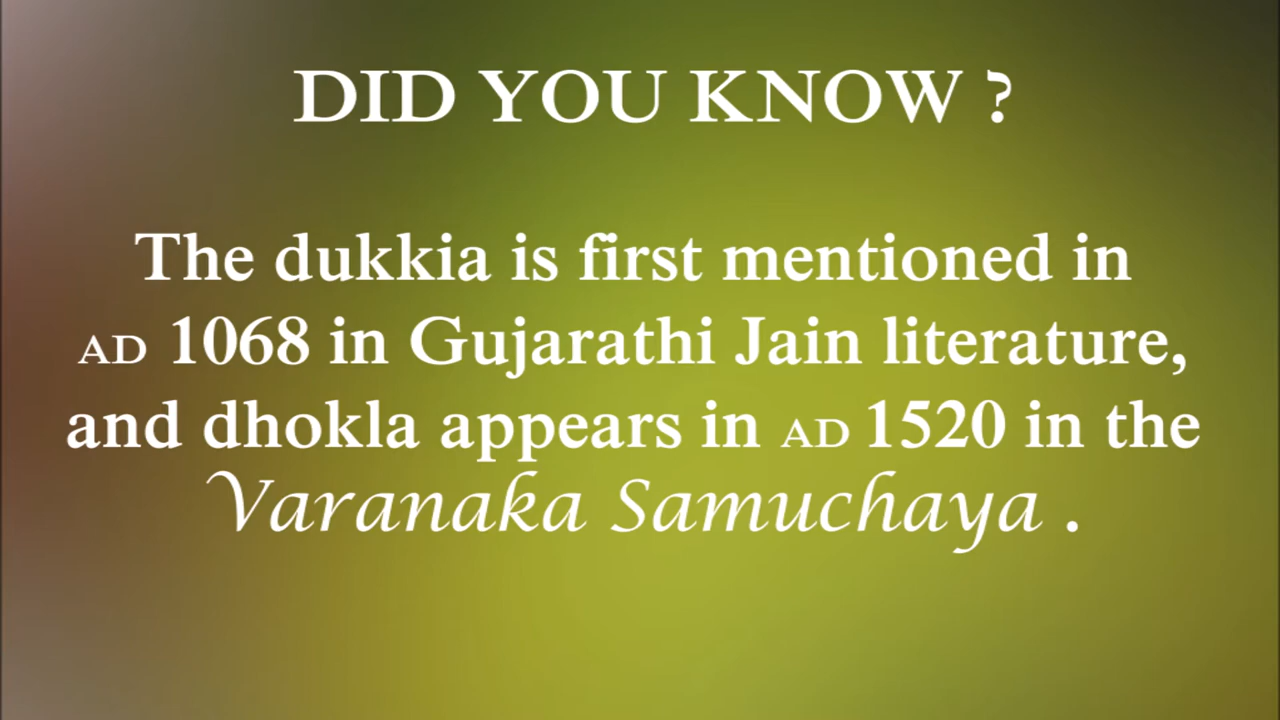 DID YOU KNOW ?
The dukkia is first mentioned in
AD 1068 in Gujarathi Jain literature,
and dhokla appears in AD 1520 in the
Varanaka Samuchaya .